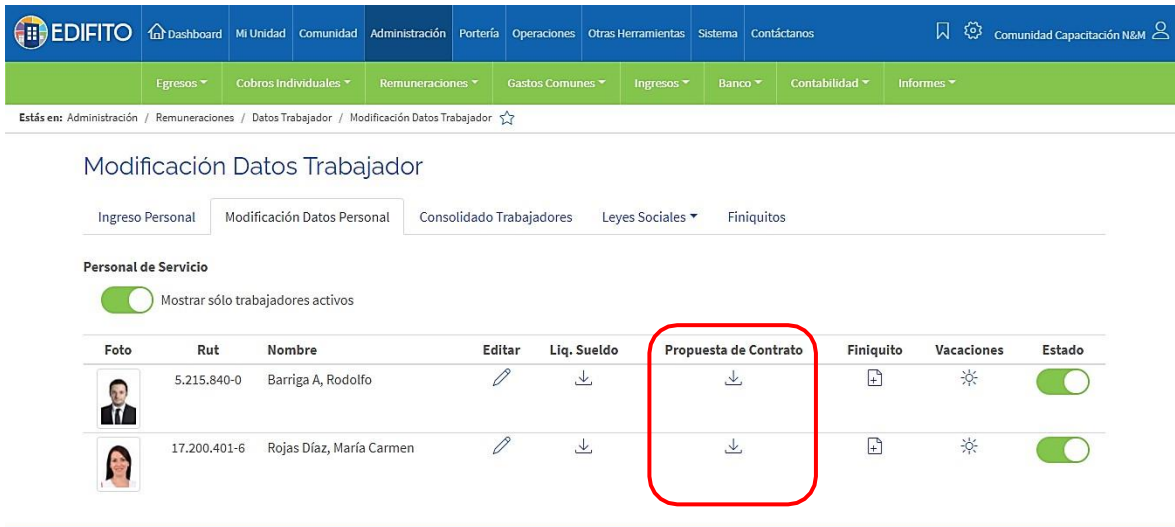 EDIFITO Dashboard Mi Unidad Comunidad Administración Portería Operaciones Otras Herramientas Sistema Contáctanos Comunidad Capacitación N&M
Egresos Cobros Individuales Remuneraciones Gastos Comunes Ingresos Banco Contabilidad Informes
Estás en: Administración / Remuneraciones / Datos Trabajador / Modificación Datos Trabajador
Modificación Datos Trabajador
Ingreso Personal Modificación Datos Personal Consolidado Trabajadores Leyes Sociales Finiquitos
Personal de Servicio
Mostrar sólo trabajadores activos
Foto Rut Nombre Editar Liq. Sueldo Propuesta de Contrato Finiquito Vacaciones Estado
5.215.840-0 Barriga A, Rodolfo
17.200.401-6 Rojas Díaz, María Carmen